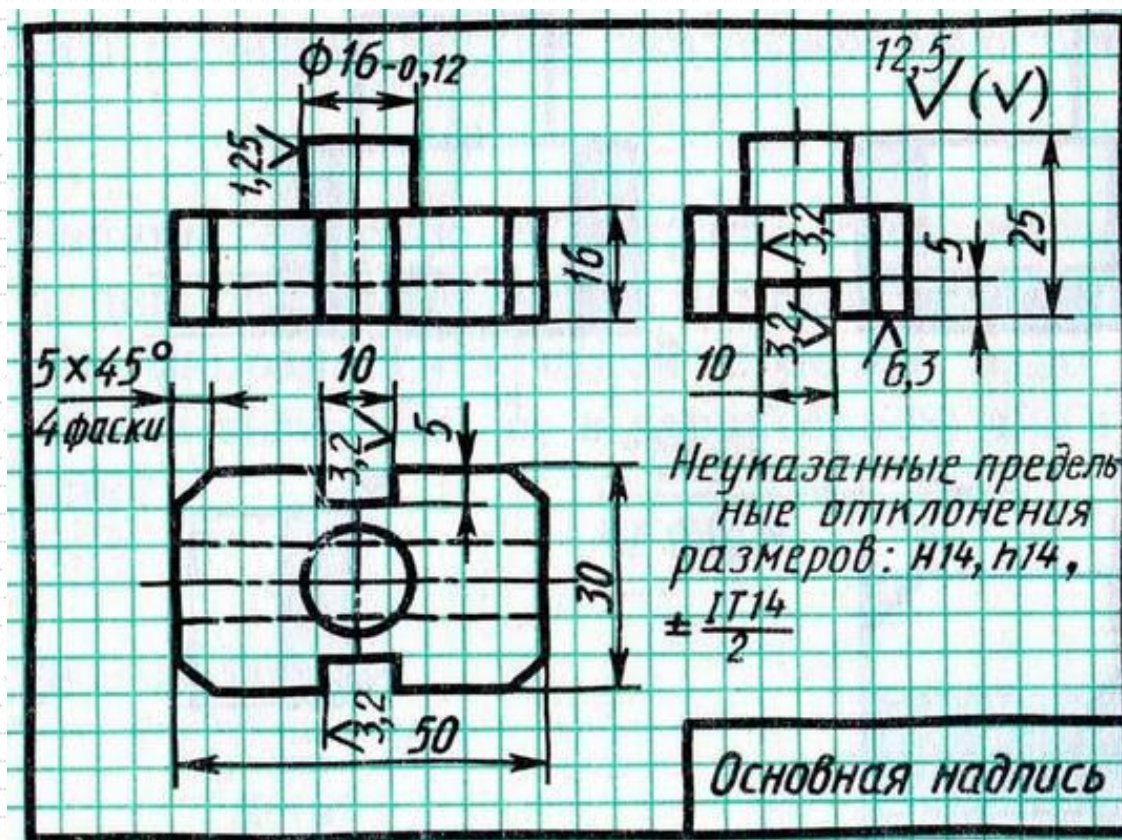 ϕ16-0,12
12,5 (√)
1,25
16
3,2
5
25
5×45°
4 фаски
10
3,2
5
10
3,2
6,3
30
3,2
50
Неуказанные предель
ные отклонения
размеров: H14, h14,
± IT14
2
Основная надпись